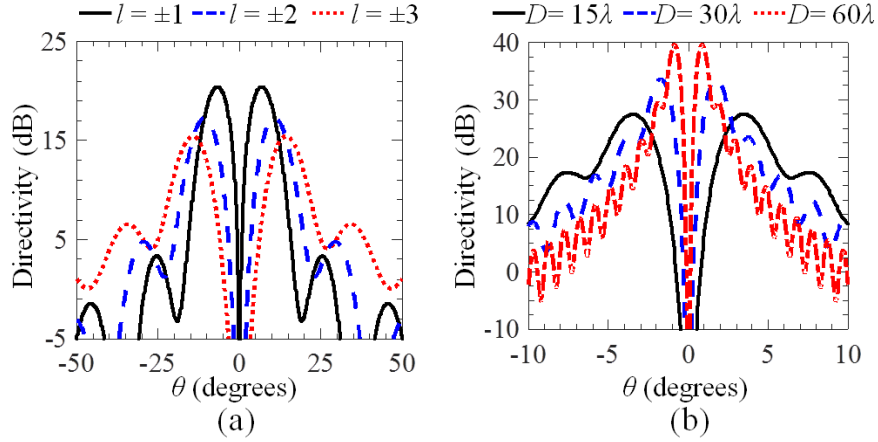 l = ±1 l = ±2 l = ±3
25
15
5
-5
Directivity (dB)
-50 -25 0 25 50
θ (degrees)
(a)
D= 15λ D= 30λ D= 60λ
40
30
20
10
0
-10
Directivity (dB)
-10 -5 0 5 10
θ (degrees)
(b)